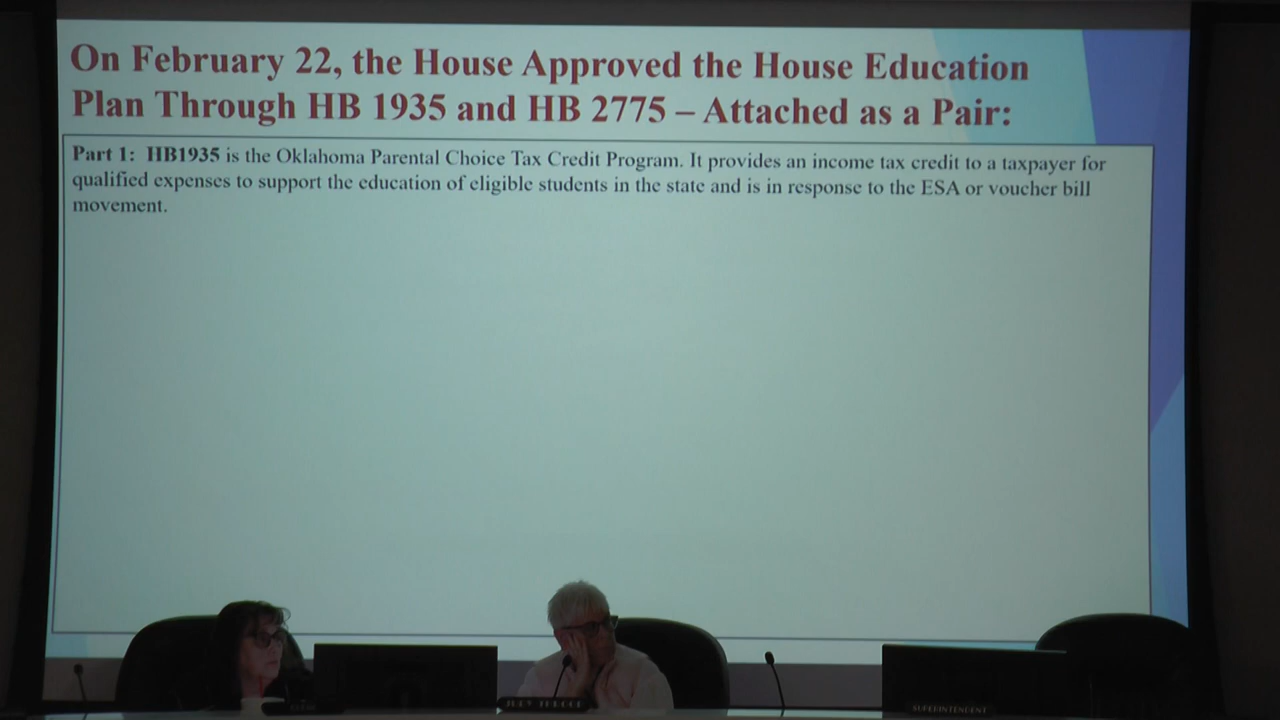 On February 22, the House Approved the House Education
Plan Through HB 1935 and HB 2775 – Attached as a Pair:
Part 1: HB1935 is the Oklahoma Parental Choice Tax Credit Program. It provides an income tax credit to a taxpayer for
qualified expenses to support the education of eligible students in the state and is in response to the ESA or voucher bill
movement.
SUPERINTENDENT